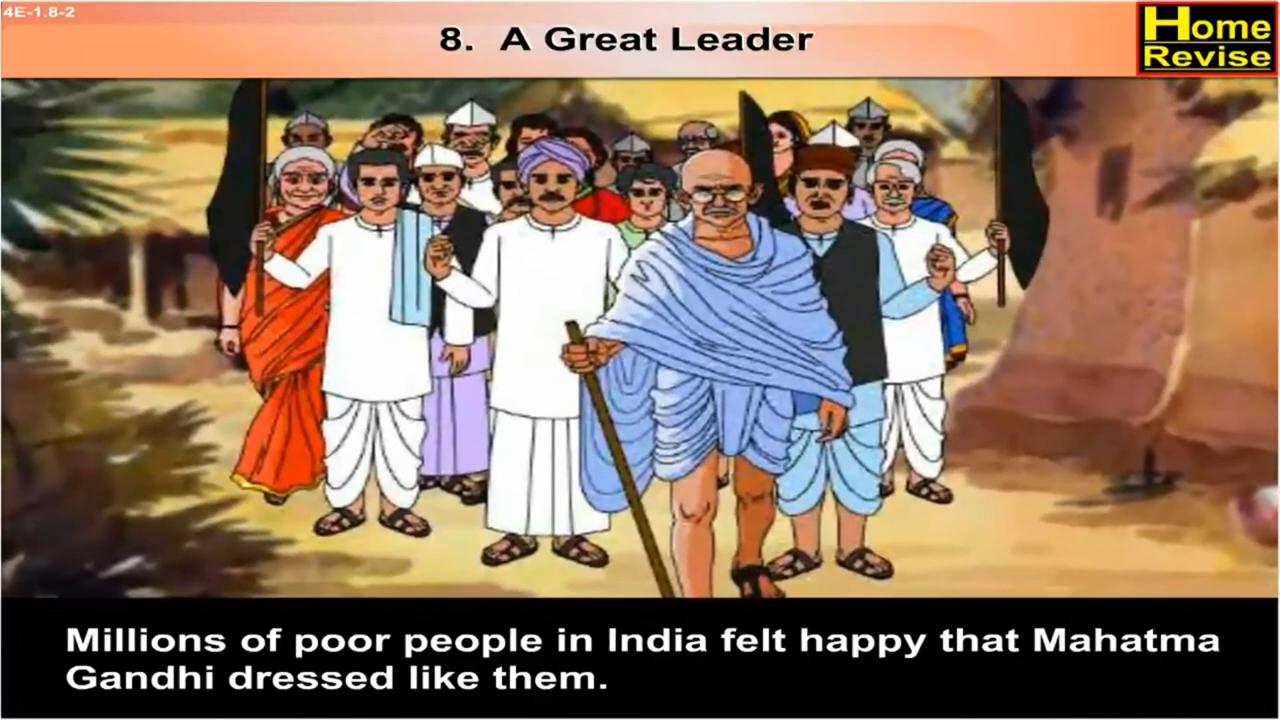 4E-1.8-2
8. A Great Leader
Home
Revise
Millions of poor people in India felt happy that Mahatma
Gandhi dressed like them.